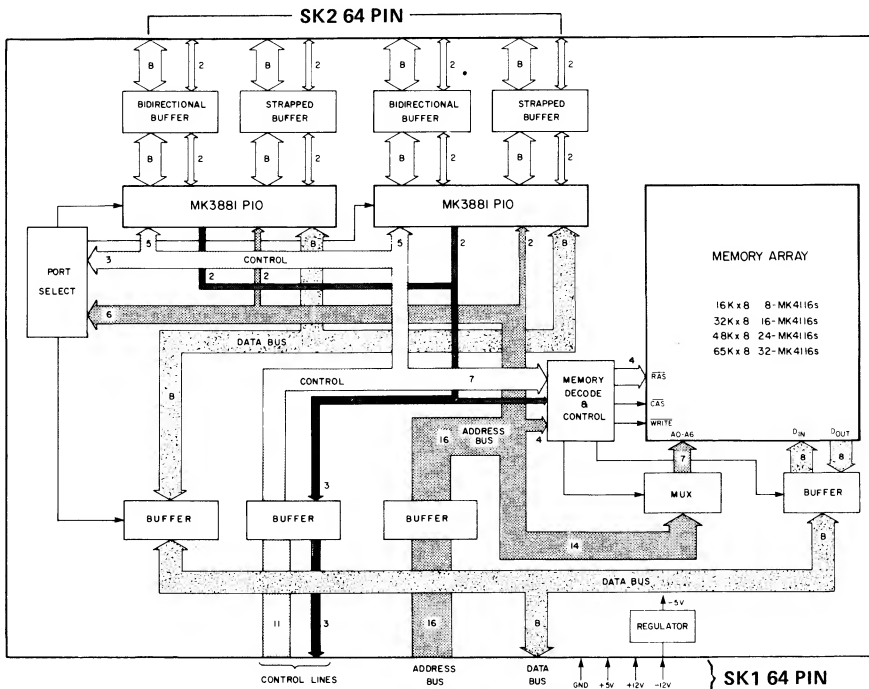 SK2 64 PIN
8 2 8 2 8 2 8 2
BIDIRECTIONAL BUFFER
STRAPPED BUFFER
BIDIRECTIONAL BUFFER
STRAPPED BUFFER
8 2 8 2 8 2 8 2
MK3881 PIO
MK3881 PIO
5 8 5 2 2 8
PORT SELECT
3 CONTROL
2 2
6
DATA BUS
MEMORY ARRAY
16K x 8 8-MK4116s
32K x 8 16-MK4116s
48K x 8 24-MK4116s
65K x 8 32-MK4116s
CONTROL 7
MEMORY DECODE & CONTROL
4
RAS
CAS
WRITE
8
16
ADDRESS BUS
4
A0-A6
DIN
DOUT
7
8 8
3
BUFFER
BUFFER
BUFFER
MUX
BUFFER
14
8
8
DATA BUS
-5V
REGULATOR
11
3
16
8
CONTROL LINES
ADDRESS BUS
DATA BUS
GND
+5V
+12V
-12V
SK1 64 PIN